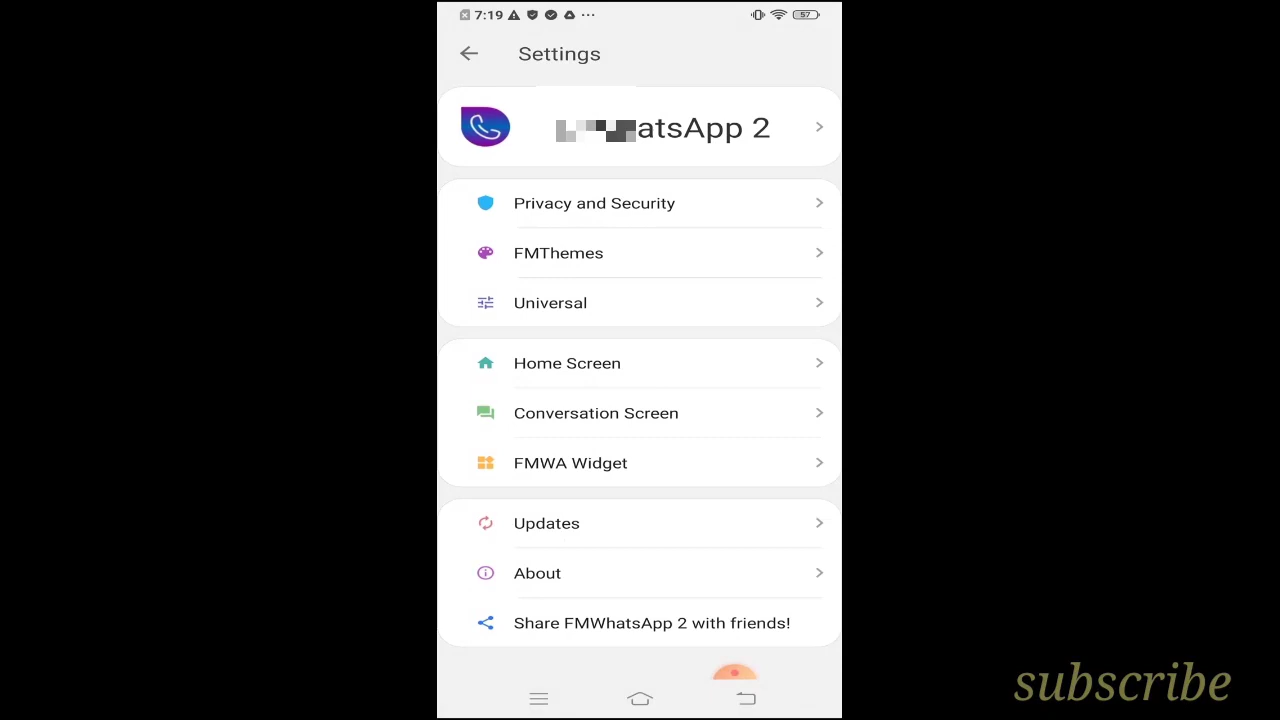 7:19
57
Settings
atsApp 2
Privacy and Security
FMThemes
Universal
Home Screen
Conversation Screen
FMWA Widget
Updates
About
Share FMWhatsApp 2 with friends!
subscribe